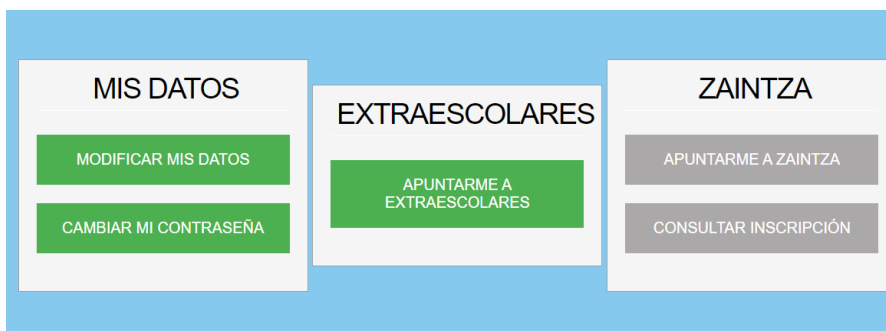 MIS DATOS
MODIFICAR MIS DATOS
CAMBIAR MI CONTRASEÑA
EXTRAESCOLARES
APUNTARME A
EXTRAESCOLARES
ZAINTZA
APUNTARME A ZAINTZA
CONSULTAR INSCRIPCIÓN